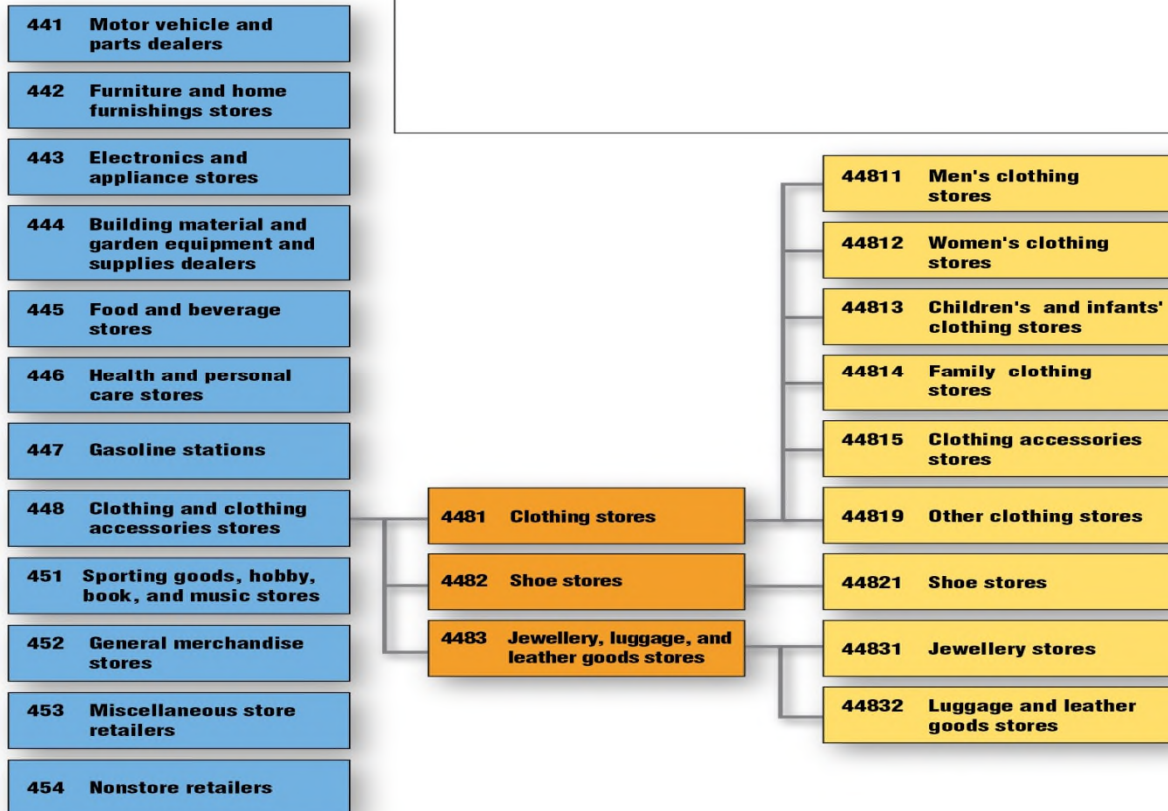 441 Motor vehicle and
parts dealers
442 Furniture and home
furnishings stores
443 Electronics and
appliance stores
444 Building material and
garden equipment and
supplies dealers
445 Food and beverage
stores
446 Health and personal
care stores
447 Gasoline stations
448 Clothing and clothing
accessories stores
451 Sporting goods, hobby,
book, and music stores
452 General merchandise
stores
453 Miscellaneous store
retailers
454 Nonstore retailers
4481 Clothing stores
4482 Shoe stores
4483 Jewellery, luggage, and
leather goods stores
44811 Men's clothing
stores
44812 Women's clothing
stores
44813 Children's and infants'
clothing stores
44814 Family clothing
stores
44815 Clothing accessories
stores
44819 Other clothing stores
44821 Shoe stores
44831 Jewellery stores
44832 Luggage and leather
goods stores